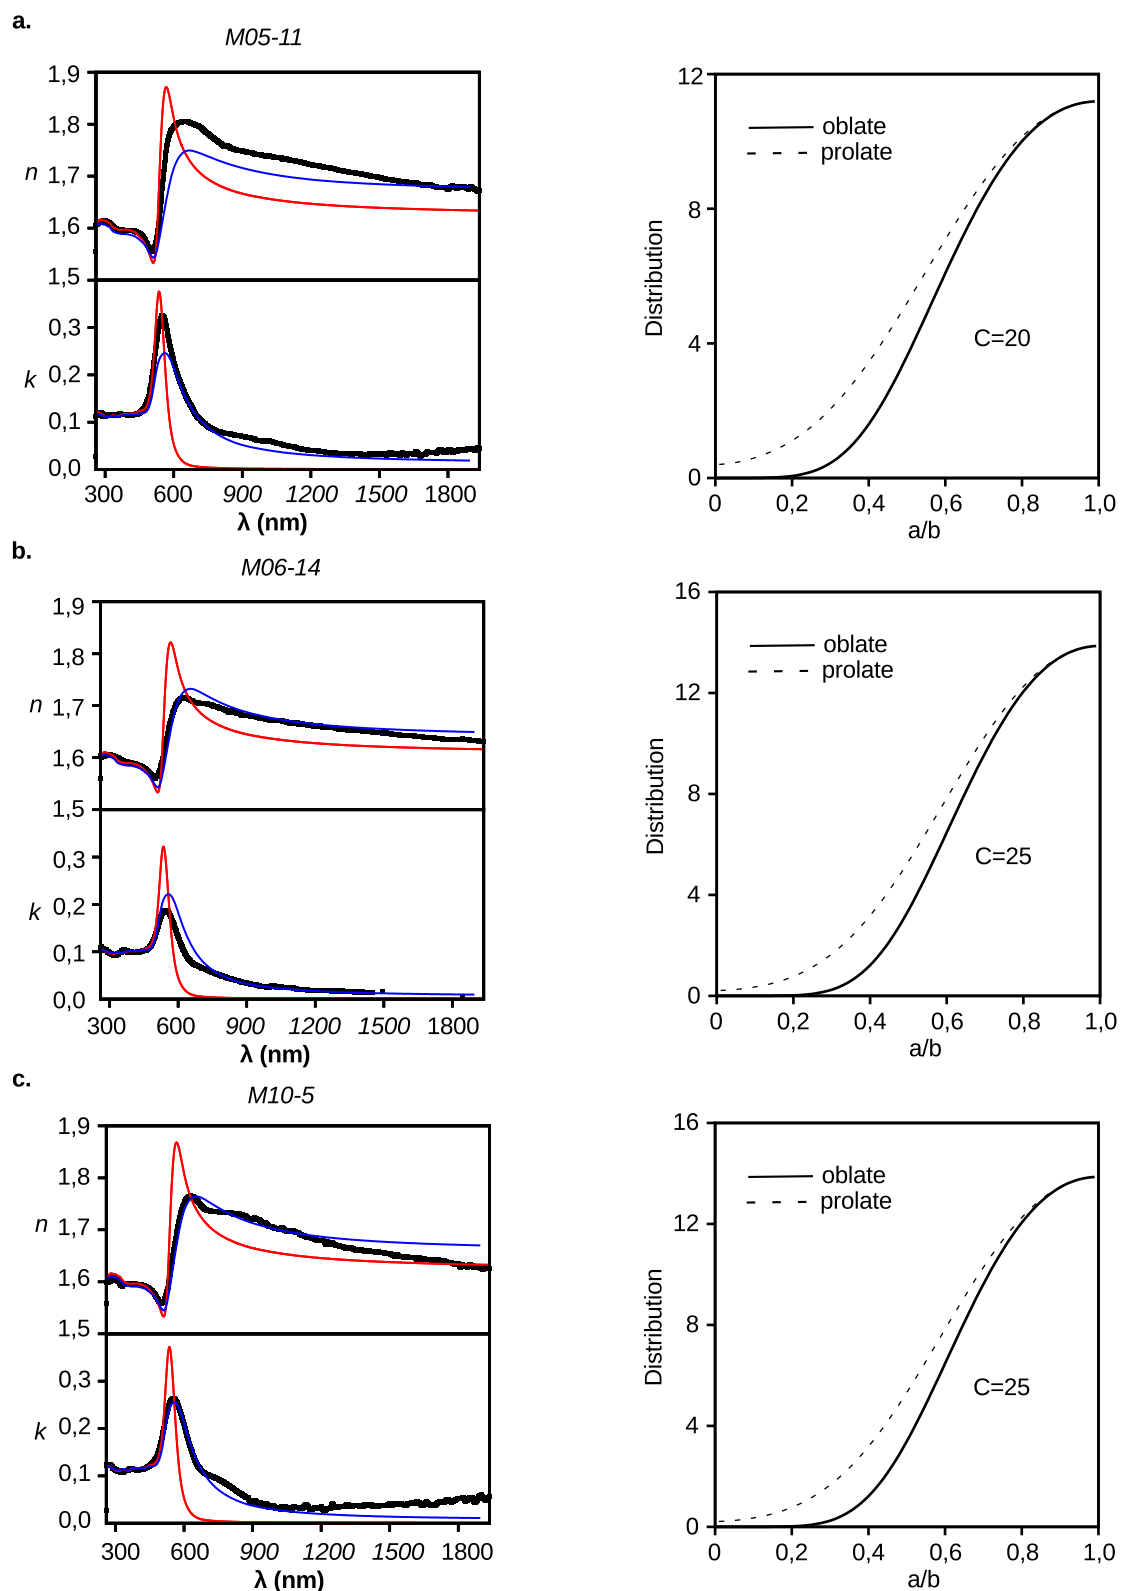 a.
M05-11
1,9
1,8
n 1,7
1,6
1,5
0,3
0,2
k
0,1
0,0
300 600 900 1200 1500 1800
λ (nm)
12
8
4
0
Distribution
oblate
prolate
C=20
0 0,2 0,4 0,6 0,8 1,0
a/b
b.
M06-14
1,9
1,8
n 1,7
1,6
1,5
0,3
k 0,2
0,1
0,0
300 600 900 1200 1500 1800
λ (nm)
16
12
8
4
0
Distribution
oblate
prolate
C=25
0 0,2 0,4 0,6 0,8 1,0
a/b
c.
M10-5
1,9
1,8
n 1,7
1,6
1,5
0,3
0,2
k
0,1
0,0
300 600 900 1200 1500 1800
λ (nm)
16
12
8
4
0
Distribution
oblate
prolate
C=25
0 0,2 0,4 0,6 0,8 1,0
a/b